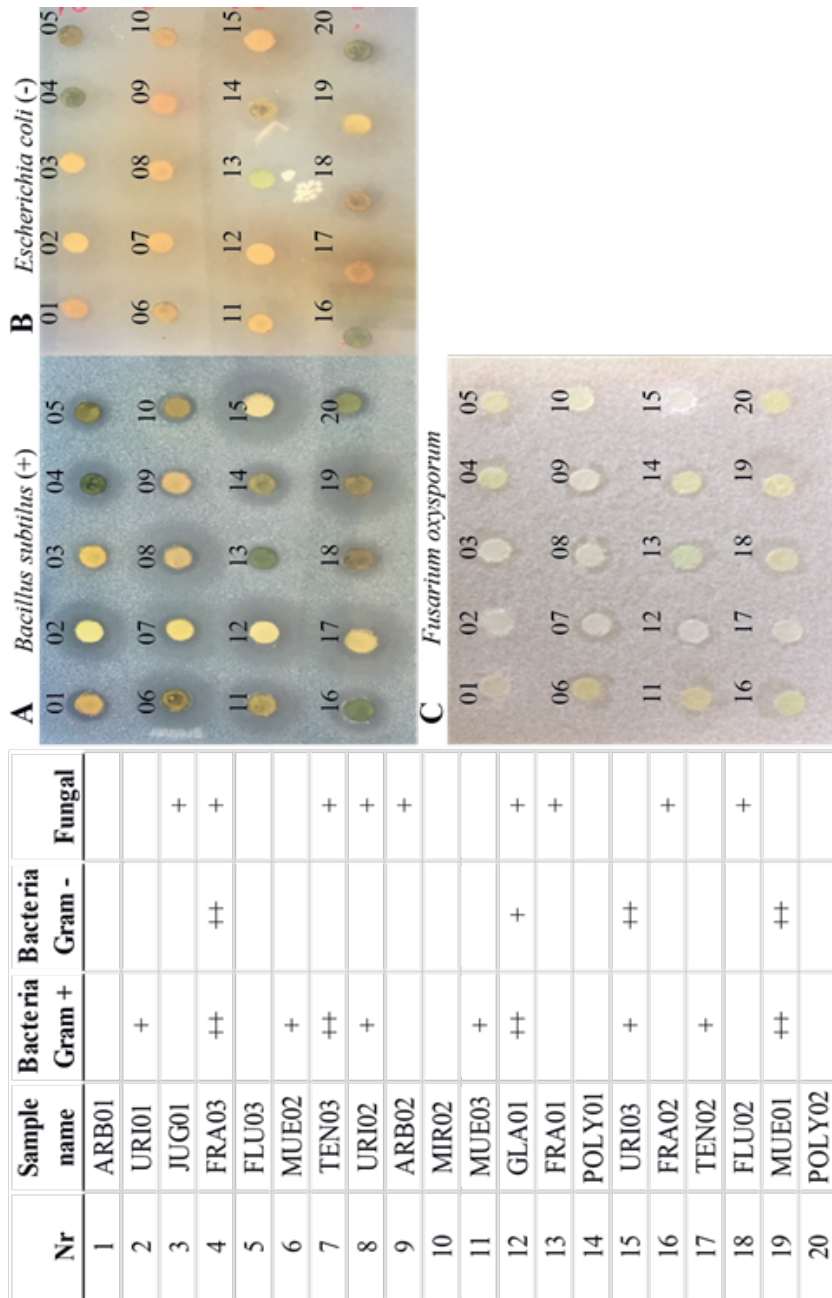 Nr Sample name Bacteria Gram + Bacteria Gram - Fungal
1 ARB01
2 URI01 +
3 JUG01 +
4 FRA03 ++ ++ +
5 FLU03
6 MUE02 +
7 TEN03 ++ +
8 URI02 + +
9 ARB02 +
10 MIR02
11 MUE03 +
12 GLA01 ++ + +
13 FRA01 +
14 POLY01
15 URI03 + ++
16 FRA02 +
17 TEN02 +
18 FLU02 +
19 MUE01 ++ ++
20 POLY02
A Bacillus subtilus (+)
01 02 03 04 05
06 07 08 09 10
11 12 13 14 15
16 17 18 19 20
B Escherichia coli (-)
01 02 03 04 05
06 07 08 09 10
11 12 13 14 15
16 17 18 19 20
C Fusarium oxysporum
01 02 03 04 05
06 07 08 09 10
11 12 13 14 15
16 17 18 19 20